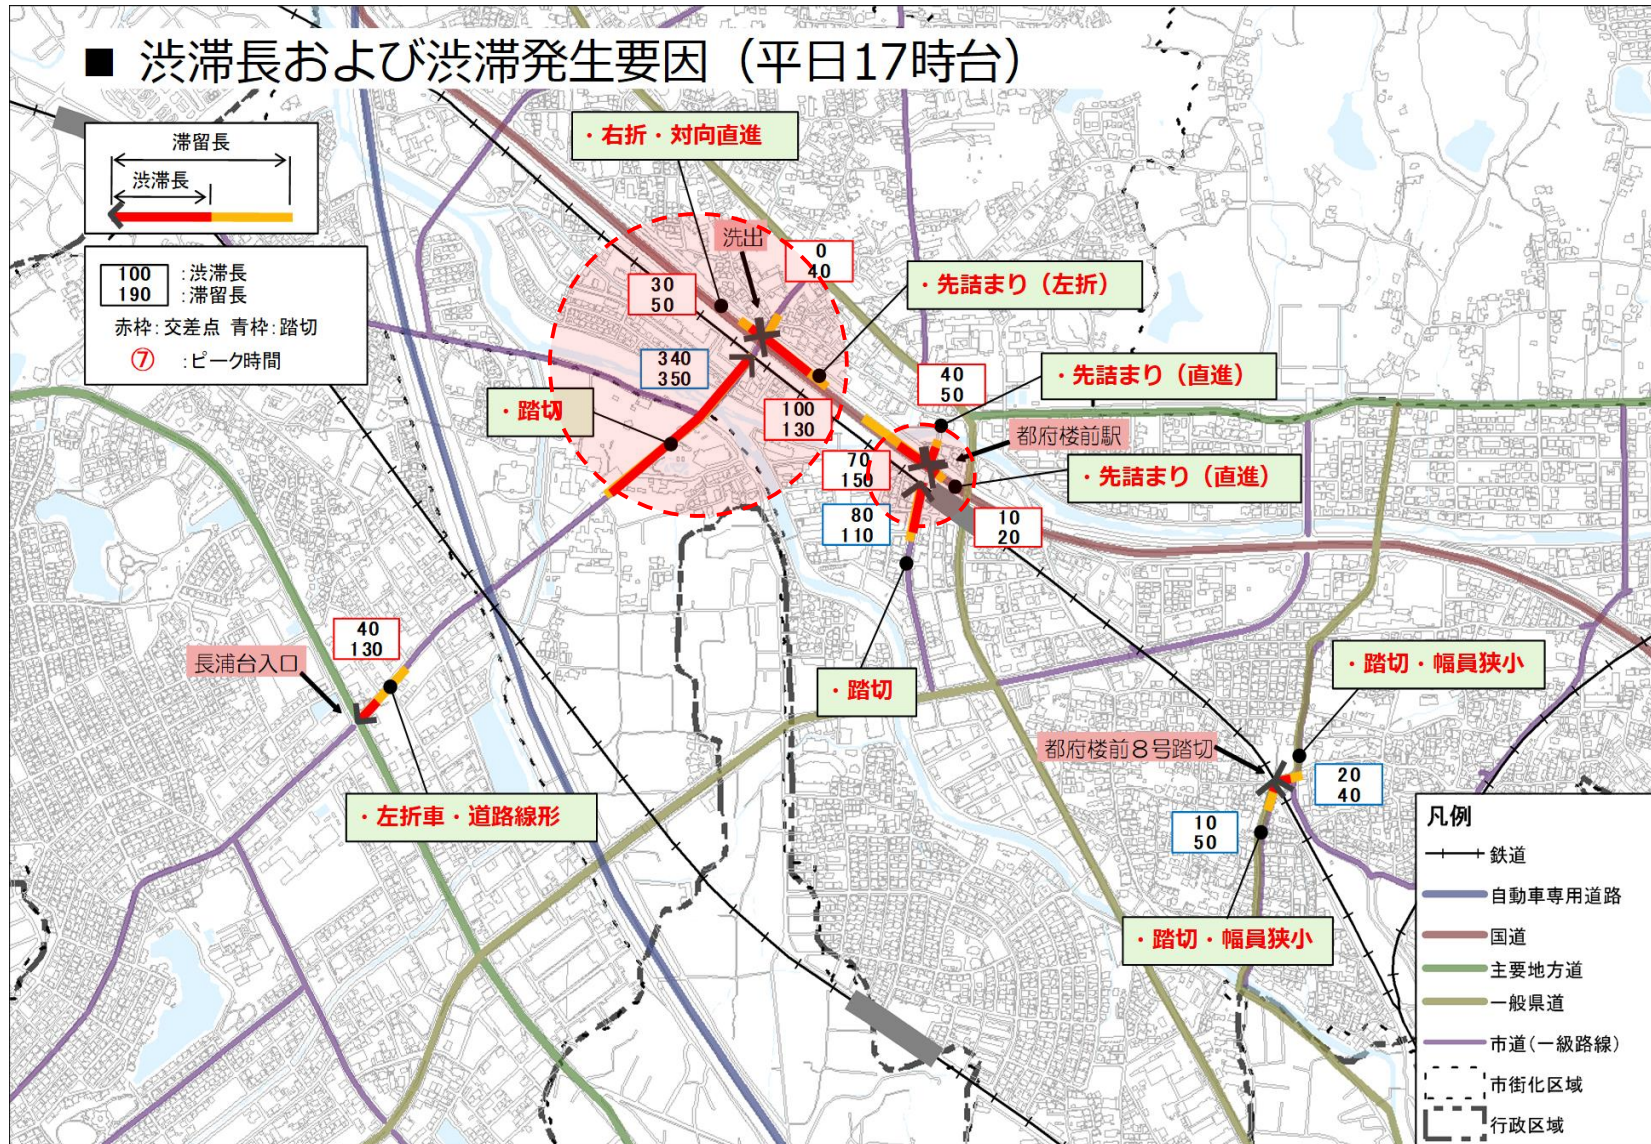 ■ 渋滞長および渋滞発生要因（平日17時台）
滞留長
渋滞長
100 ：渋滞長
190 ：滞留長
赤枠：交差点 青枠：踏切
⑦ ：ピーク時間
・右折・対向直進
洗出
0
40
30
50
・先詰まり（左折）
340
350
・踏切
100
130
40
50
・先詰まり（直進）
都府楼前駅
70
150
・先詰まり（直進）
80
110
10
20
40
130
長浦台入口
・踏切
・踏切・幅員狭小
都府楼前８号踏切
20
40
・左折車・道路線形
10
50
・踏切・幅員狭小
凡例
鉄道
自動車専用道路
国道
主要地方道
一般県道
市道（一級路線）
市街化区域
行政区域